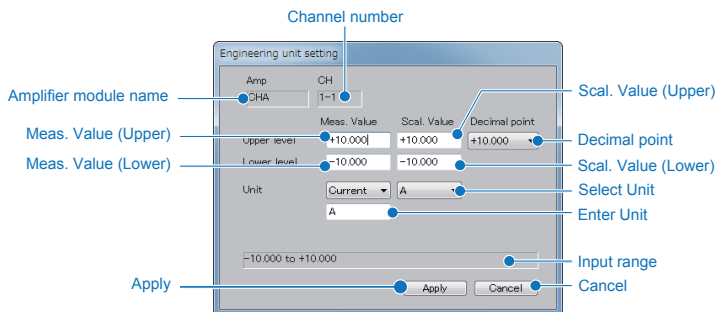 Channel number
Engineering unit setting
Amp CH
Amplifier module name CHA 1-1 Scal. Value (Upper)
Meas. Value Scal. Value Decimal point
Meas. Value (Upper) Upper level +10.000 +10.000 +10.000 Decimal point
Meas. Value (Lower) Lower level -10.000 -10.000 Scal. Value (Lower)
Unit Current A Select Unit
A Enter Unit
-10.000 to +10.000 Input range
Apply Apply Cancel Cancel